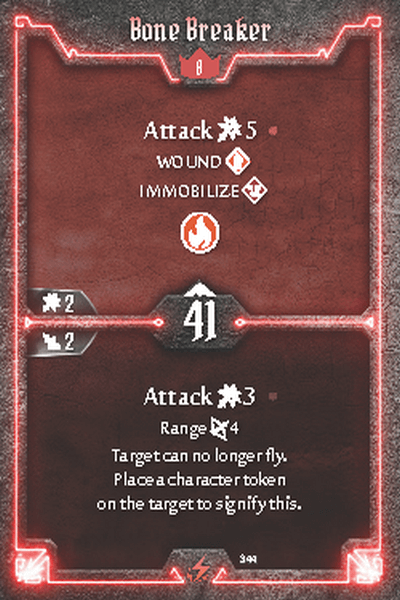 Bone Breaker
8
Attack 5
WOUND
IMMOBILIZE
2
41
2
Attack 3
Range 4
Target can no longer fly.
Place a character token
on the target to signify this.
344